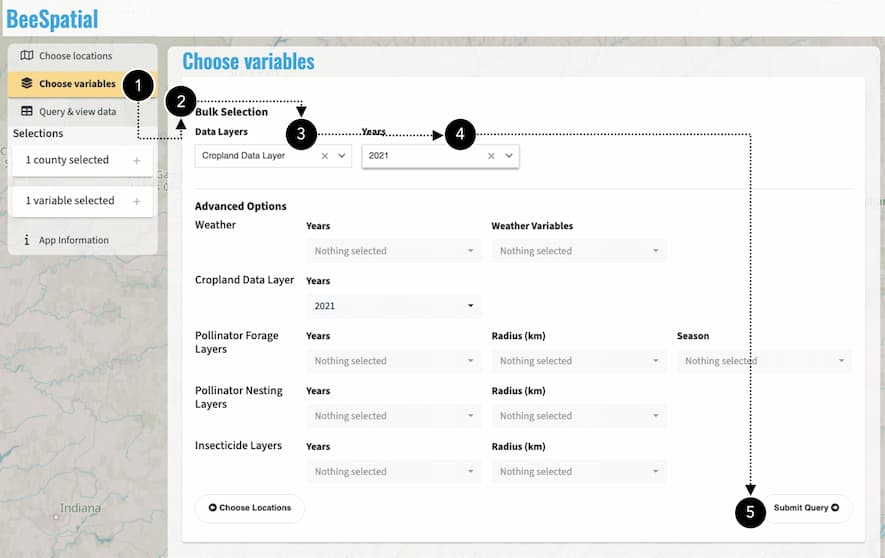 BeeSpatial
Choose locations
Choose variables
Query & view data
Selections
1 county selected +
1 variable selected +
i App Information
Choose variables
1
2
3
4
5
Bulk Selection
Data Layers Years
Cropland Data Layer 2021
Advanced Options
Weather Years Weather Variables
Nothing selected Nothing selected
Cropland Data Layer Years
2021
Pollinator Forage Years Radius (km) Season
Layers
Nothing selected Nothing selected Nothing selected
Pollinator Nesting Years Radius (km)
Layers
Nothing selected Nothing selected
Insecticide Layers Years Radius (km)
Nothing selected Nothing selected
Choose Locations Submit Query
Indiana